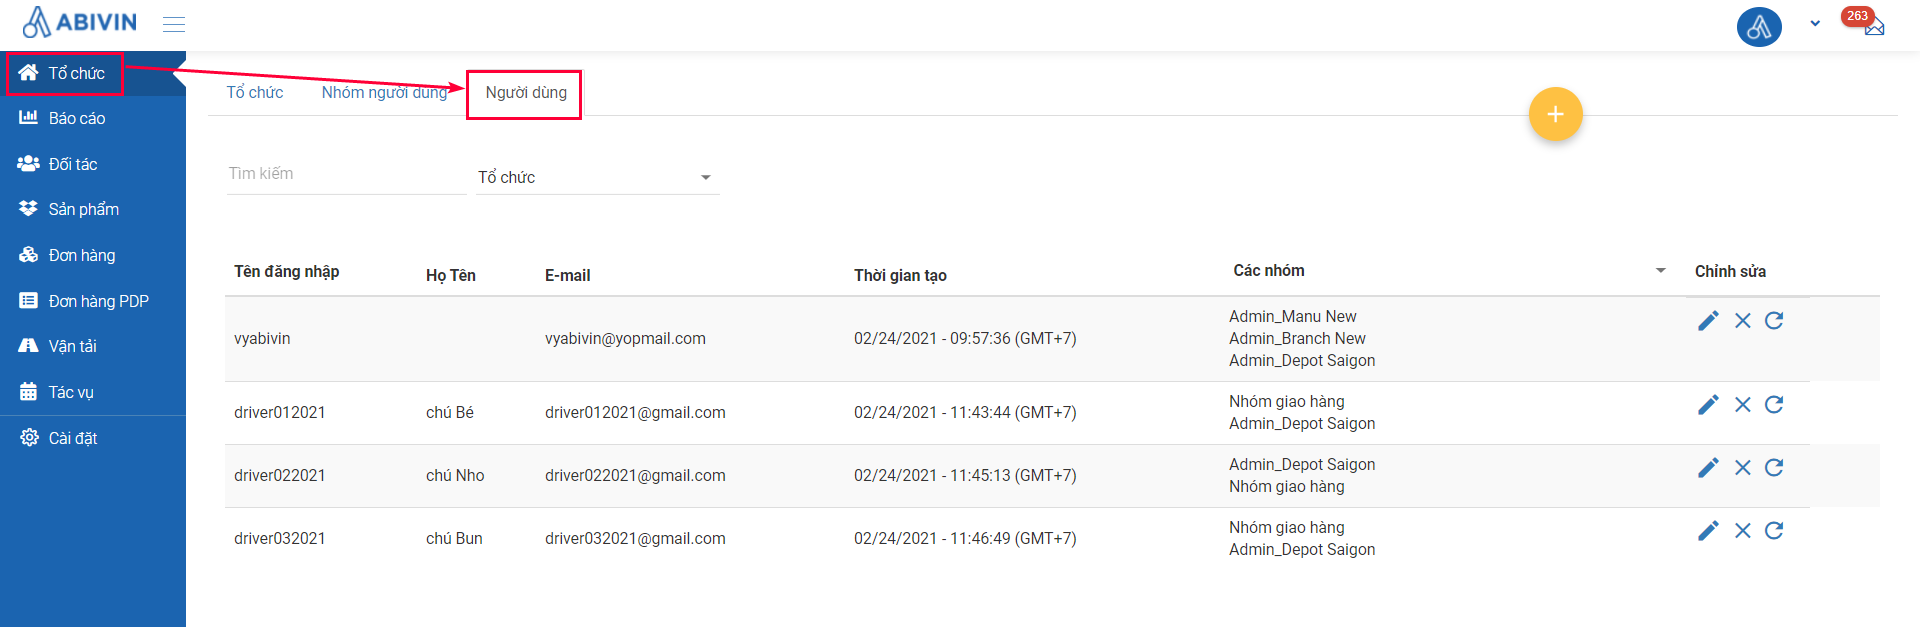 ABIVIN
263
Tổ chức
Báo cáo
Đối tác
Sản phẩm
Đơn hàng
Đơn hàng PDP
Vận tải
Tác vụ
Cài đặt
Tổ chức Nhóm người dùng Người dùng
+
Tìm kiếm Tổ chức
Tên đăng nhập Họ Tên E-mail Thời gian tạo Các nhóm Chỉnh sửa
vyabivin vyabivin@yopmail.com 02/24/2021 - 09:57:36 (GMT+7) Admin_Manu New
Admin_Branch New
Admin_Depot Saigon
driver012021 chú Bé driver012021@gmail.com 02/24/2021 - 11:43:44 (GMT+7) Nhóm giao hàng
Admin_Depot Saigon
driver022021 chú Nho driver022021@gmail.com 02/24/2021 - 11:45:13 (GMT+7) Admin_Depot Saigon
Nhóm giao hàng
driver032021 chú Bun driver032021@gmail.com 02/24/2021 - 11:46:49 (GMT+7) Nhóm giao hàng
Admin_Depot Saigon